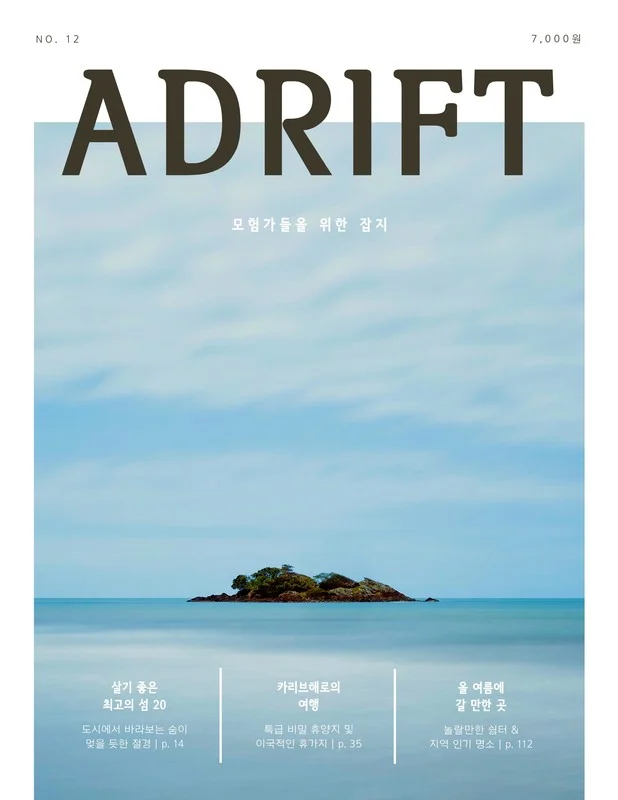 NO. 12
7,000원
ADRIFT
모험가들을 위한 잡지
살기 좋은
최고의 섬 20
도시에서 바라보는 숨이
멎을 듯한 절경 | p. 14
카리브해로의
여행
특급 비밀 휴양지 및
이국적인 휴가지 | p. 35
올 여름에
갈 만한 곳
놀랄만한 쉼터 &
지역 인기 명소 | p. 112